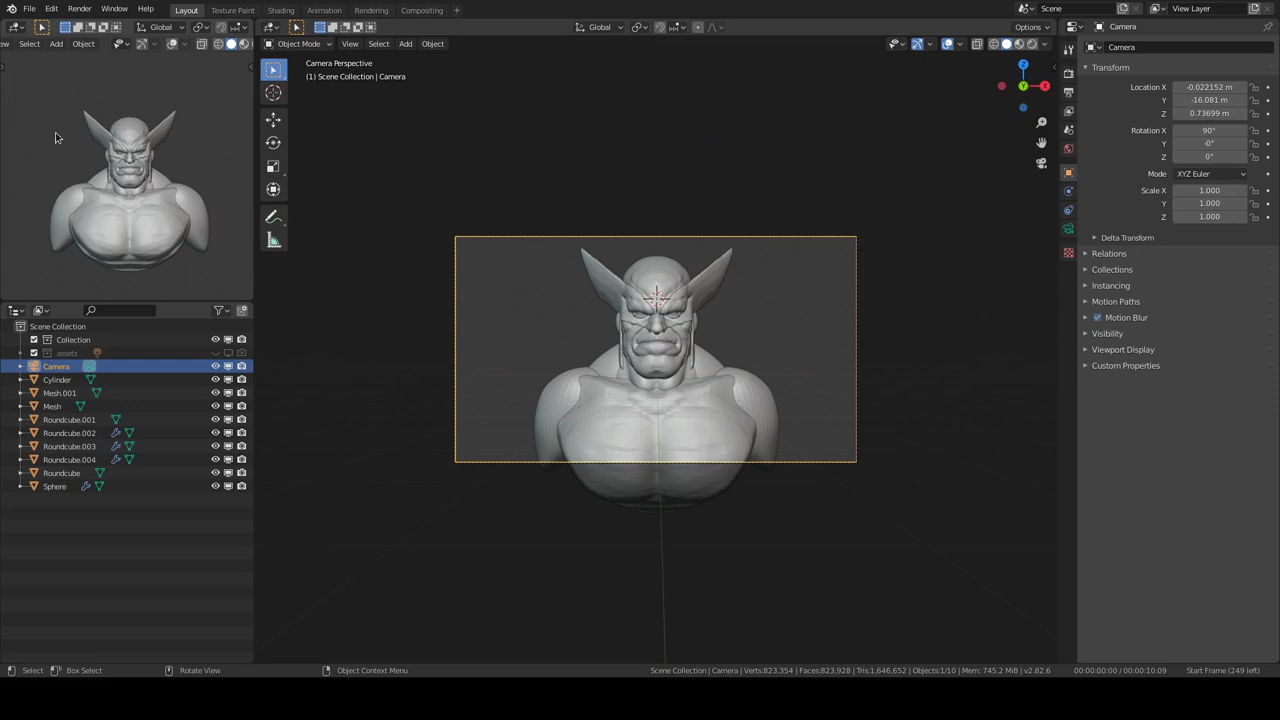 File Edit Render Window Help Layout Texture Paint Shading Animation Rendering Compositing Scene View Layer
Global Global Options Camera
ew Select Add Object Object Mode View Select Add Object Camera
Camera Perspective
(1) Scene Collection | Camera
Z
Y
X
Transform
Location X -0.022152 m
Y -16.081 m
Z 0.73699 m
Rotation X 90°
Y -0°
Z 0°
Mode XYZ Euler
Scale X 1.000
Y 1.000
Z 1.000
Delta Transform
Relations
Collections
Instancing
Motion Paths
Motion Blur
Visibility
Viewport Display
Custom Properties
Scene Collection
Collection
assets
Camera
Cylinder
Mesh.001
Mesh
Roundcube.001
Roundcube.002
Roundcube.003
Roundcube.004
Roundcube
Sphere
Select Box Select Rotate View Object Context Menu Scene Collection | Camera | Verts:823,354 | Faces:823,928 | Tris:1,646,652 | Objects:1/10 | Mem: 745.2 MiB | v2.82.6 00:00:00:00 / 00:00:10:09 Start Frame (249 left)